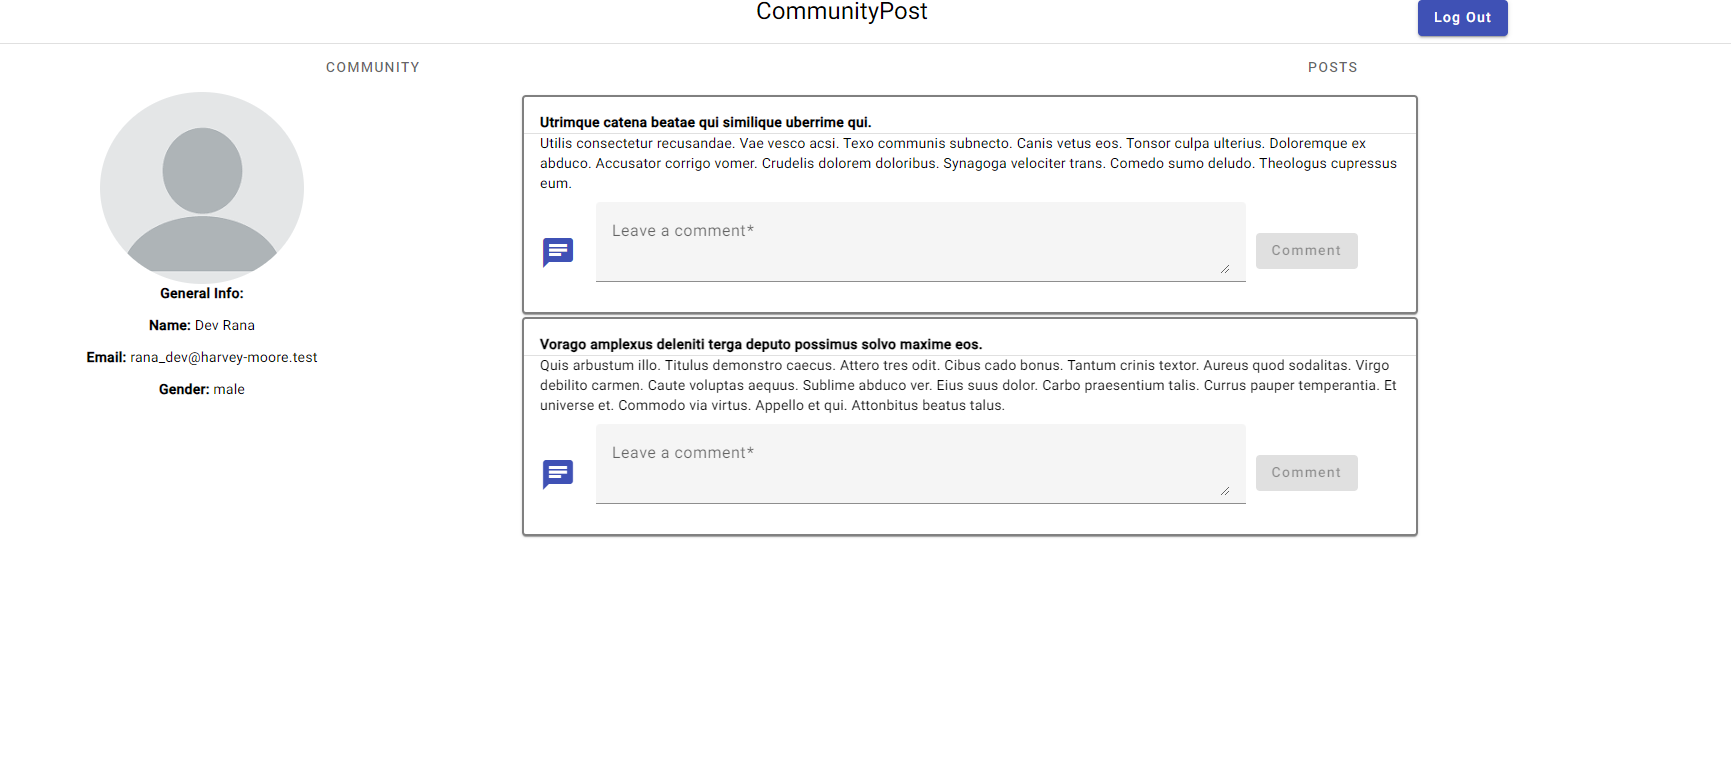 CommunityPost
Log Out
COMMUNITY
POSTS
General Info:
Name: Dev Rana
Email: rana_dev@harvey-moore.test
Gender: male
Utrimque catena beatae qui similique uberrime qui.
Utilis consectetur recusandae. Vae vesco acsi. Texo communis subnecto. Canis vetus eos. Tonsor culpa ulterius. Doloremque ex
abduco. Accusator corrigo vomer. Crudelis dolorem doloribus. Synagoga velociter trans. Comedo sumo deludo. Theologus cupressus
eum.
Leave a comment*
Comment
Vorago amplexus deleniti terga deputo possimus solvo maxime eos.
Quis arbustum illo. Titulus demonstro caecus. Attero tres odit. Cibus cado bonus. Tantum crinis textor. Aureus quod sodalitas. Virgo
debilito carmen. Caute voluptas aequus. Sublime abduco ver. Eius suus dolor. Carbo praesentium talis. Currus pauper temperantia. Et
universe et. Commodo via virtus. Appello et qui. Attonbitus beatus talus.
Leave a comment*
Comment